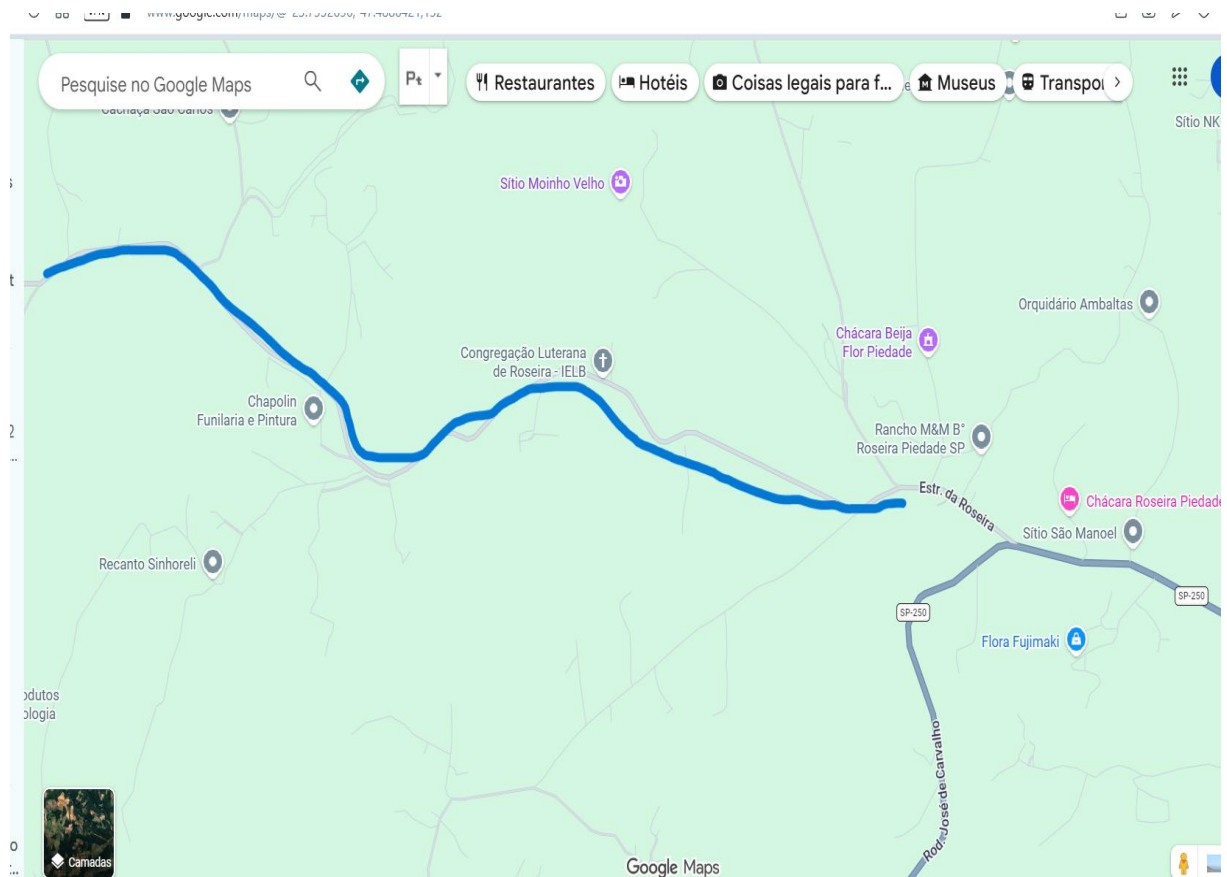 Pesquise no Google Maps
Pt
Restaurantes
Hotéis
Coisas legais para f...
Museus
Transpor
Cachaça São Carlos
Sítio NK
Sítio Moinho Velho
Orquidário Ambaltas
Chácara Beija
Flor Piedade
Congregação Luterana
de Roseira - IELB
Chapolin
Funilaria e Pintura
Rancho M&M B°
Roseira Piedade SP
Estr. da Roseira
Chácara Roseira Piedade
Sítio São Manoel
Recanto Sinhoreli
SP-250
SP-250
Flora Fujimaki
odutos
ologia
Rod. José de Carvalho
Camadas
Google Maps